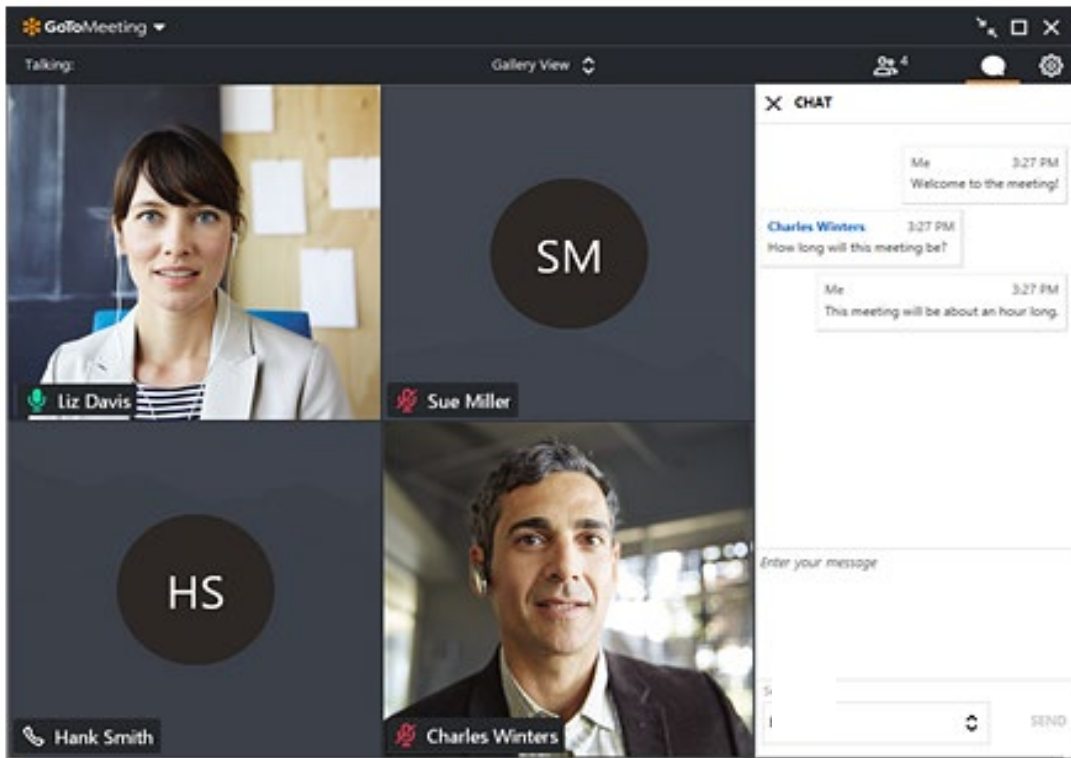 GoToMeeting
Talking:
Gallery View
4
CHAT
Me 3:27 PM
Welcome to the meeting!
Charles Winters 3:27 PM
How long will this meeting be?
Me 3:27 PM
This meeting will be about an hour long.
Liz Davis
SM
Sue Miller
HS
Hank Smith
Charles Winters
Enter your message
SEND